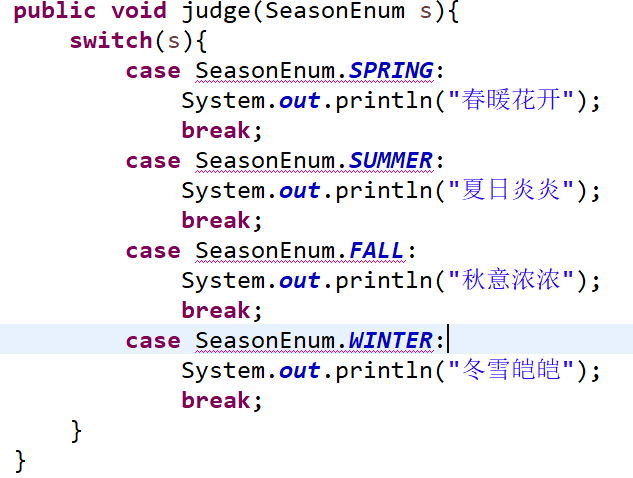 public void judge(SeasonEnum s){
    switch(s){
        case SeasonEnum.SPRING:
            System.out.println("春暖花开");
            break;
        case SeasonEnum.SUMMER:
            System.out.println("夏日炎炎");
            break;
        case SeasonEnum.FALL:
            System.out.println("秋意浓浓");
            break;
        case SeasonEnum.WINTER:
            System.out.println("冬雪皑皑");
            break;
    }
}